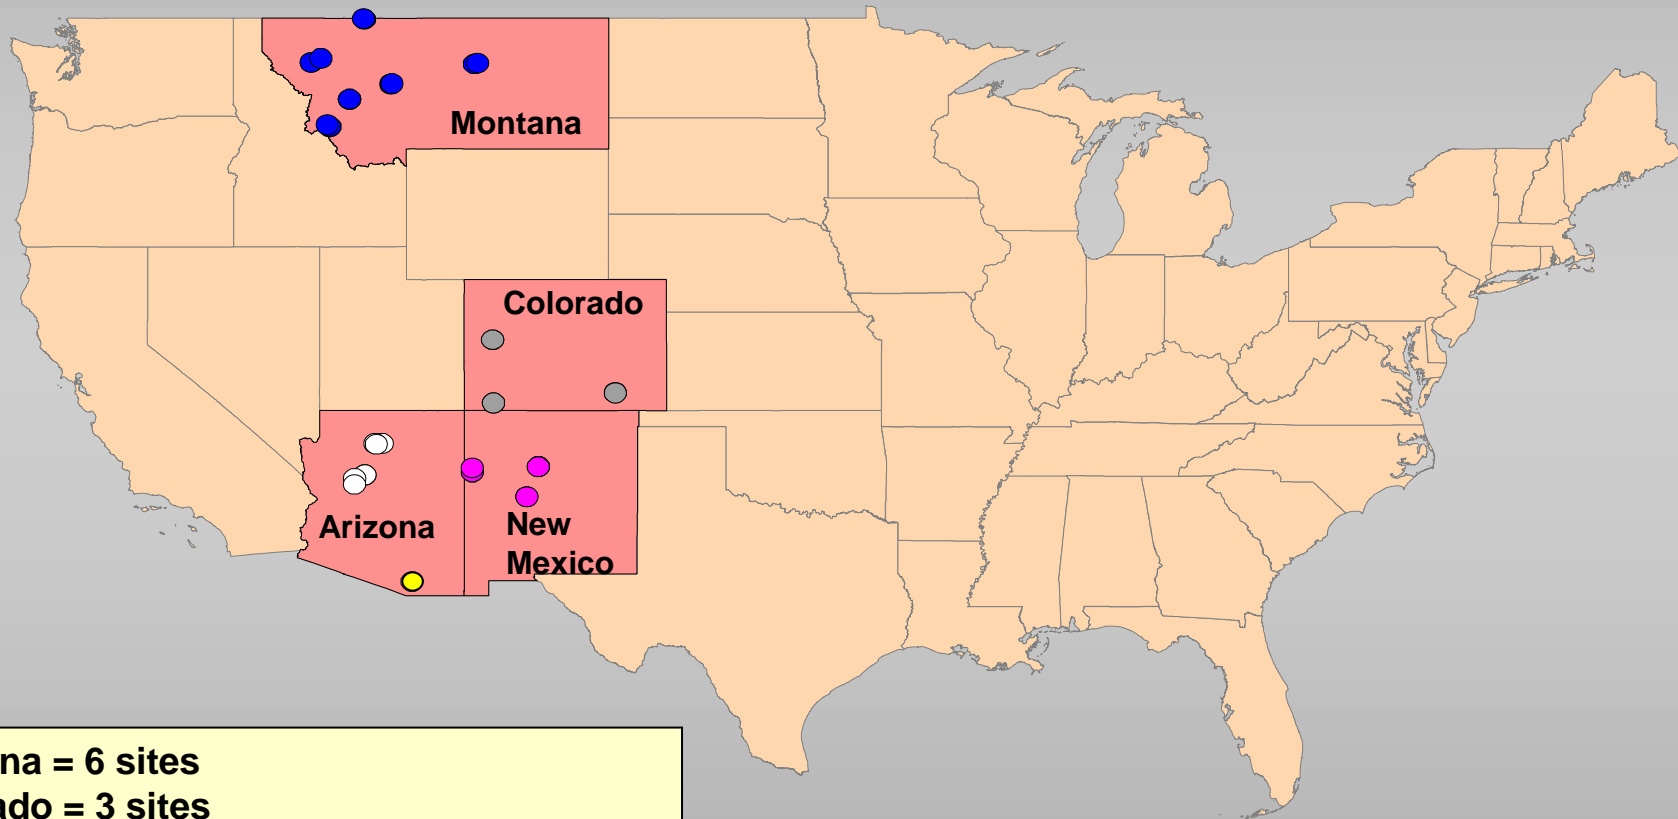 Montana
Colorado
Arizona
New
Mexico
na = 6 sites
ado = 3 sites